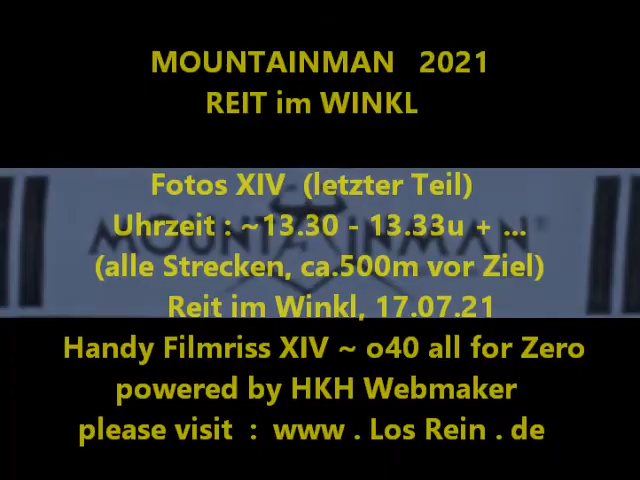 MOUNTAINMAN 2021
REIT im WINKL
Fotos XIV (letzter Teil)
Uhrzeit : ~13.30 - 13.33u + ...
MOUNTAINMAN®
(alle Strecken, ca.500m vor Ziel)
Reit im Winkl, 17.07.21
Handy Filmriss XIV ~ o40 all for Zero
powered by HKH Webmaker
please visit : www . Los Rein . de